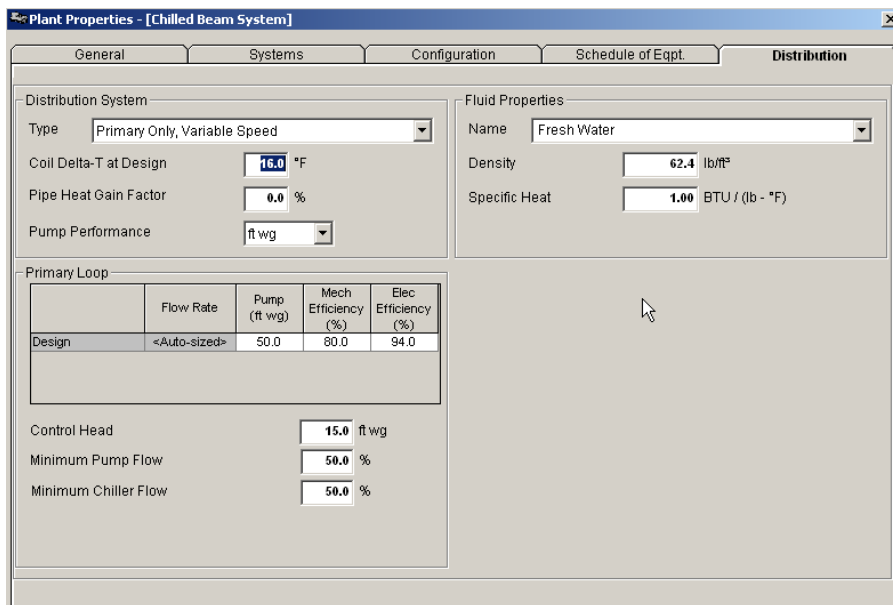 Plant Properties - [Chilled Beam System]
General Systems Configuration Schedule of Eqpt. Distribution
Distribution System
Type Primary Only, Variable Speed
Coil Delta-T at Design 16.0 °F
Pipe Heat Gain Factor 0.0 %
Pump Performance ft wg
Fluid Properties
Name Fresh Water
Density 62.4 lb/ft³
Specific Heat 1.00 BTU / (lb - °F)
Primary Loop
Flow Rate Pump (ft wg) Mech Efficiency (%) Elec Efficiency (%)
Design <Auto-sized> 50.0 80.0 94.0
Control Head 15.0 ft wg
Minimum Pump Flow 50.0 %
Minimum Chiller Flow 50.0 %